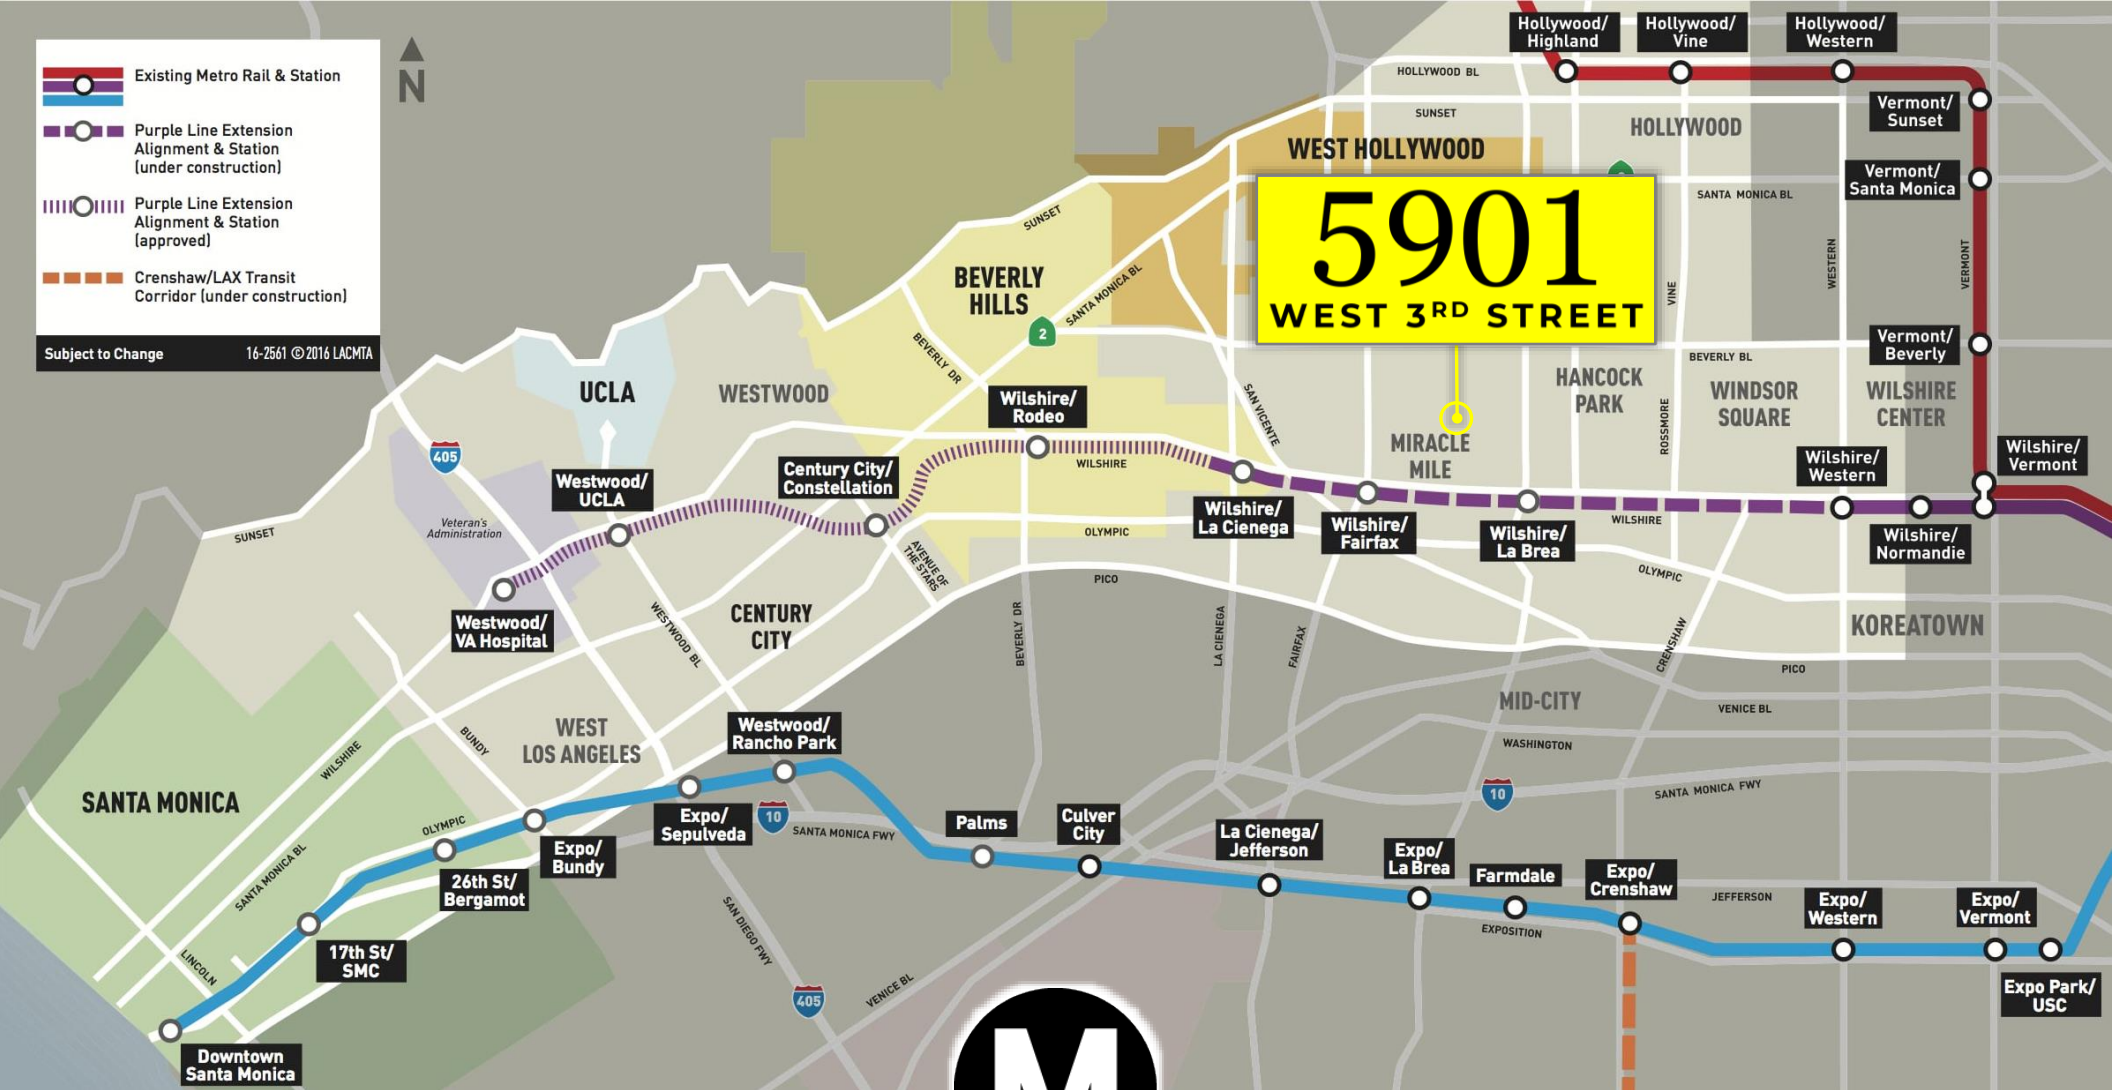 Existing Metro Rail & Station
Purple Line Extension
Alignment & Station
(under construction)
Purple Line Extension
Alignment & Station
(approved)
Crenshaw/LAX Transit
Corridor (under construction)
Subject to Change
16-2561 © 2016 LACMTA
N
Hollywood/
Highland
Hollywood/
Vine
Hollywood/
Western
HOLLYWOOD BL
SUNSET
HOLLYWOOD
Vermont/
Sunset
WEST HOLLYWOOD
Vermont/
Santa Monica
SANTA MONICA BL
5901
WEST 3RD STREET
SUNSET
BEVERLY
HILLS
SANTA MONICA BL
2
BEVERLY DR
VINE
WESTERN
VERMONT
Vermont/
Beverly
BEVERLY BL
UCLA
WESTWOOD
Wilshire/
Rodeo
SAN VICENTE
HANCOCK
PARK
WINDSOR
SQUARE
WILSHIRE
CENTER
ROSSMORE
MIRACLE
MILE
405
Westwood/
UCLA
Century City/
Constellation
WILSHIRE
Wilshire/
Western
Wilshire/
Vermont
Veteran's
Administration
SUNSET
Wilshire/
La Cienega
Wilshire/
Fairfax
Wilshire/
La Brea
WILSHIRE
Wilshire/
Normandie
OLYMPIC
AVENUE OF
THE STARS
PICO
OLYMPIC
Westwood/
VA Hospital
WESTWOOD BL
CENTURY
CITY
BEVERLY DR
LA CIENEGA
FAIRFAX
CRENSHAW
KOREATOWN
PICO
MID-CITY
VENICE BL
WASHINGTON
SANTA MONICA FWY
10
WEST
LOS ANGELES
BUNDY
WILSHIRE
Westwood/
Rancho Park
SANTA MONICA
OLYMPIC
SANTA MONICA BL
Expo/
Sepulveda
10
SANTA MONICA FWY
Palms
Culver
City
La Cienega/
Jefferson
Expo/
La Brea
Farmdale
Expo/
Crenshaw
JEFFERSON
Expo/
Western
Expo/
Vermont
EXPOSITION
Expo/
Bundy
26th St/
Bergamot
17th St/
SMC
LINCOLN
SAN DIEGO FWY
405
VENICE BL
Expo Park/
USC
Downtown
Santa Monica
M